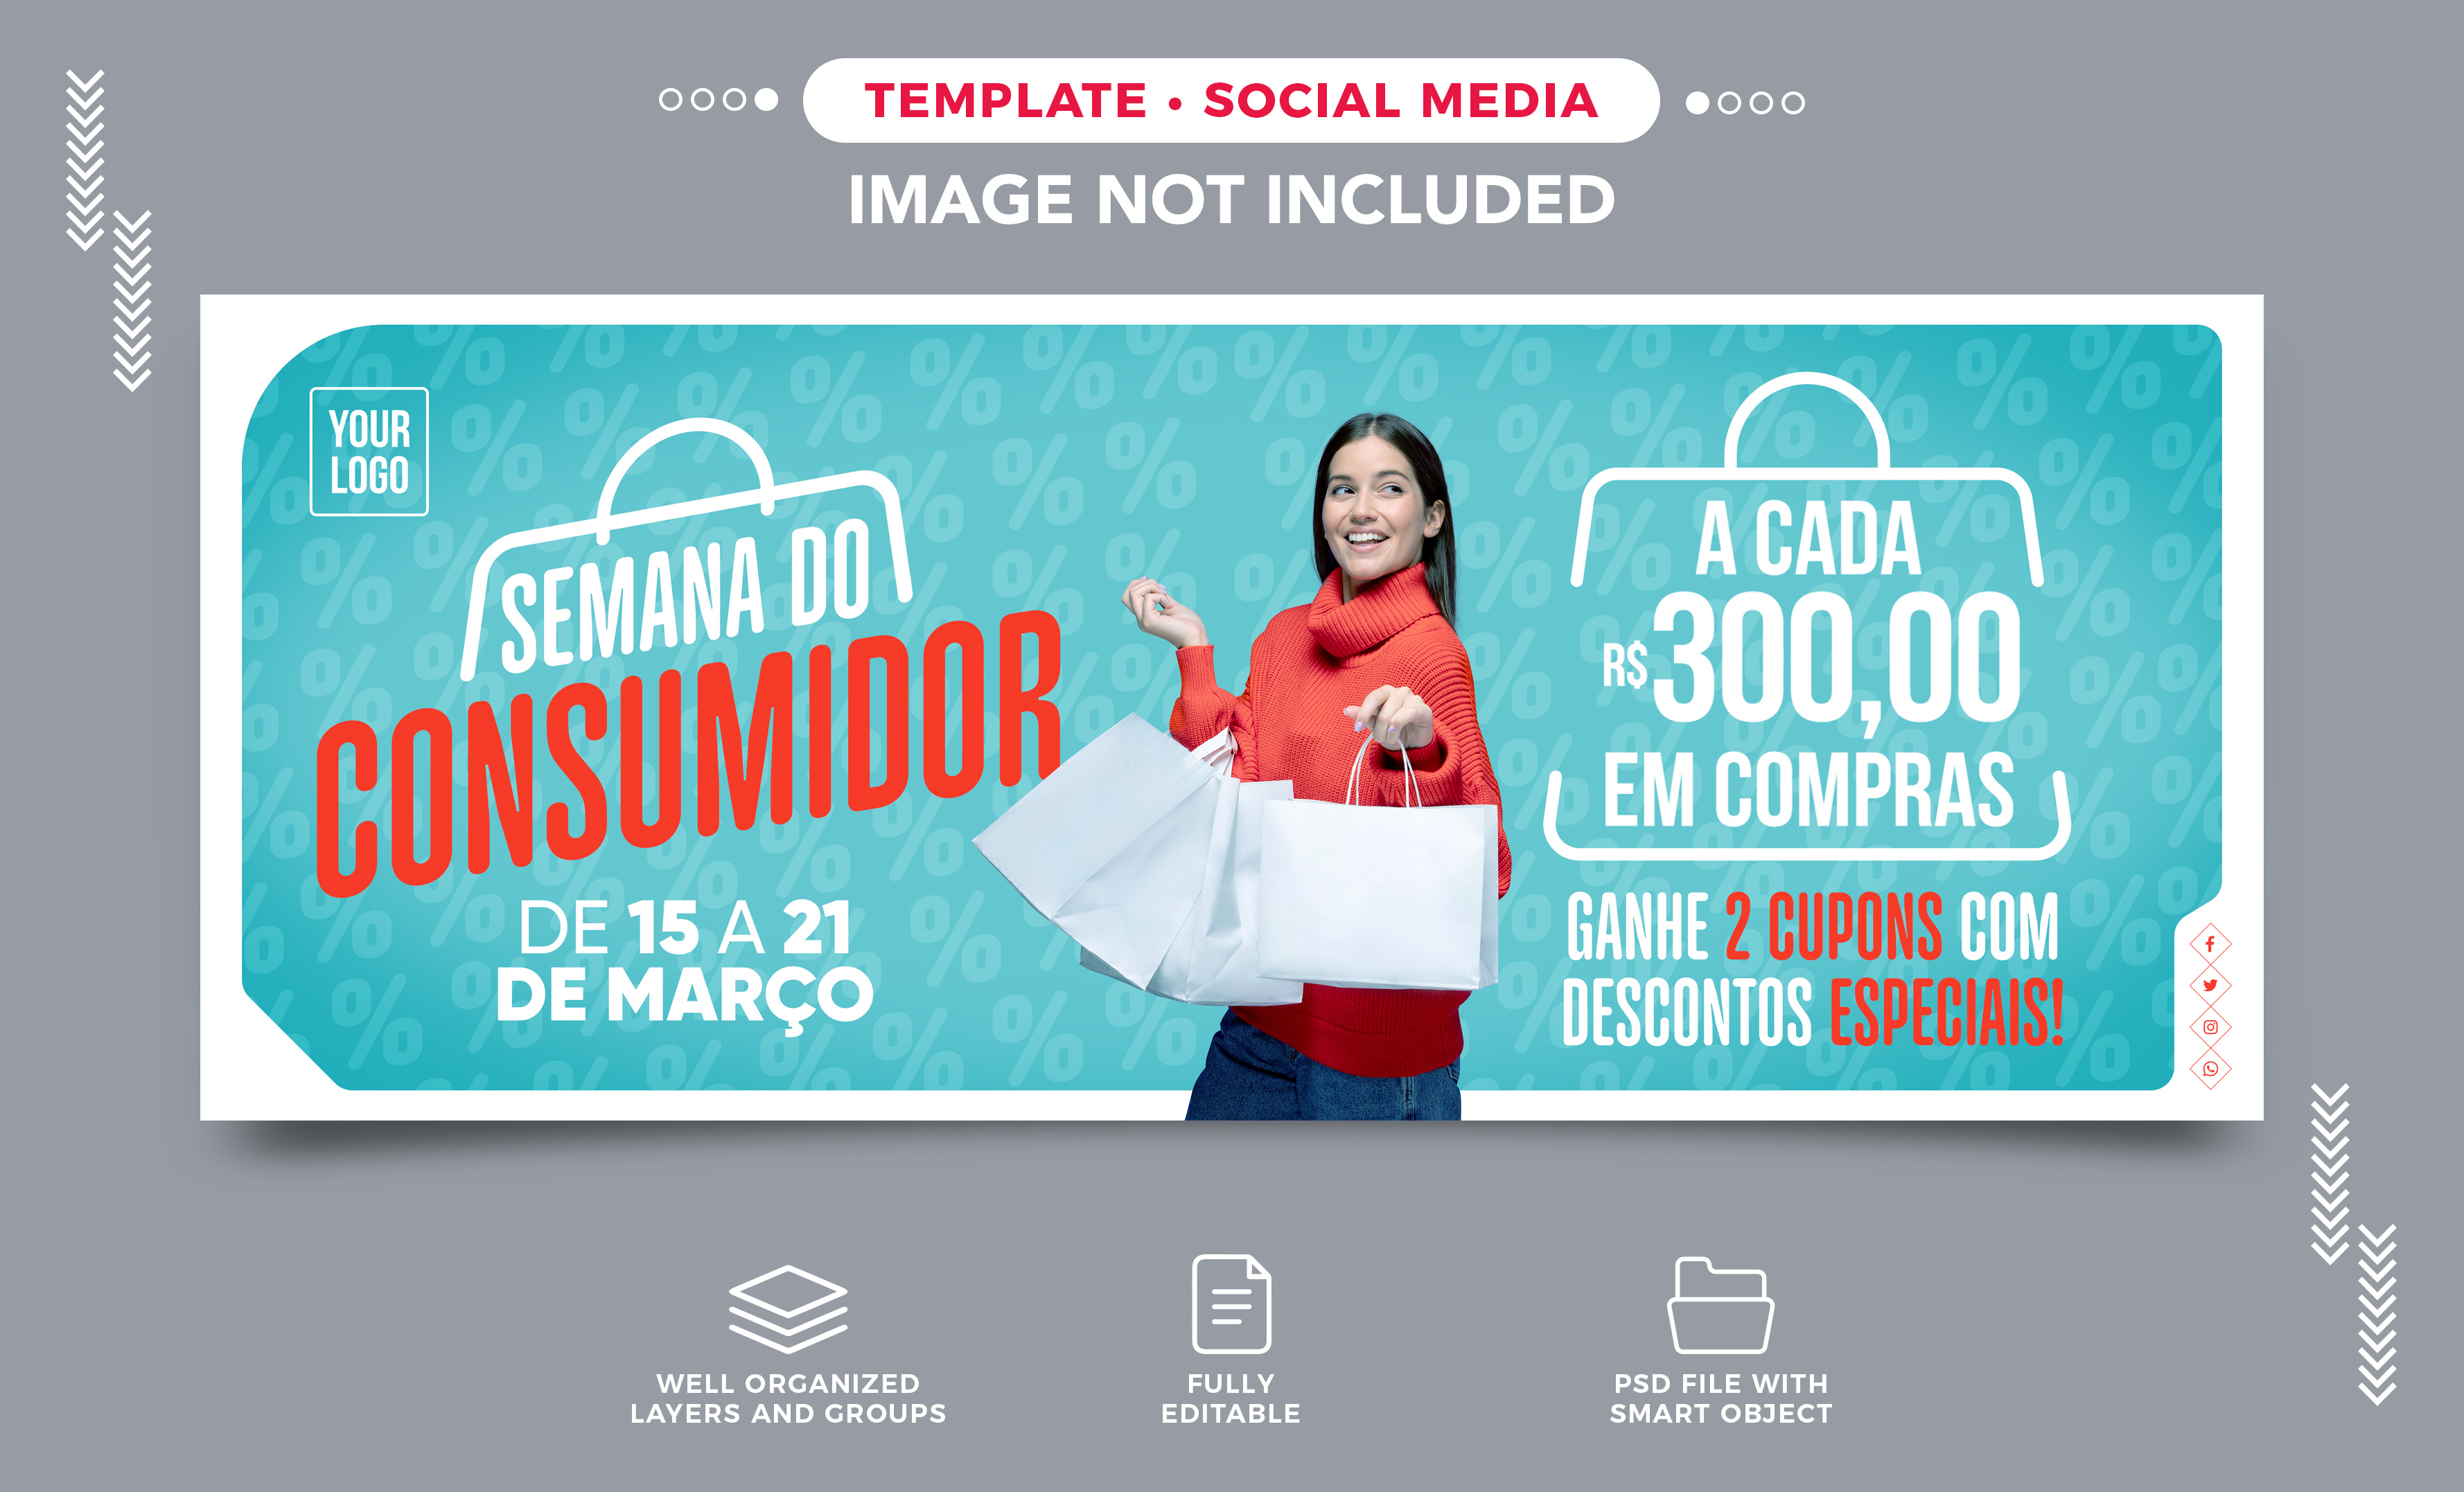 TEMPLATE • SOCIAL MEDIA
IMAGE NOT INCLUDED
YOUR
LOGO
SEMANA DO
CONSUMIDOR
DE 15 A 21
DE MARÇO
A CADA
R$ 300,00
EM COMPRAS
GANHE 2 CUPONS COM
DESCONTOS ESPECIAIS!
WELL ORGANIZED
LAYERS AND GROUPS
FULLY
EDITABLE
PSD FILE WITH
SMART OBJECT